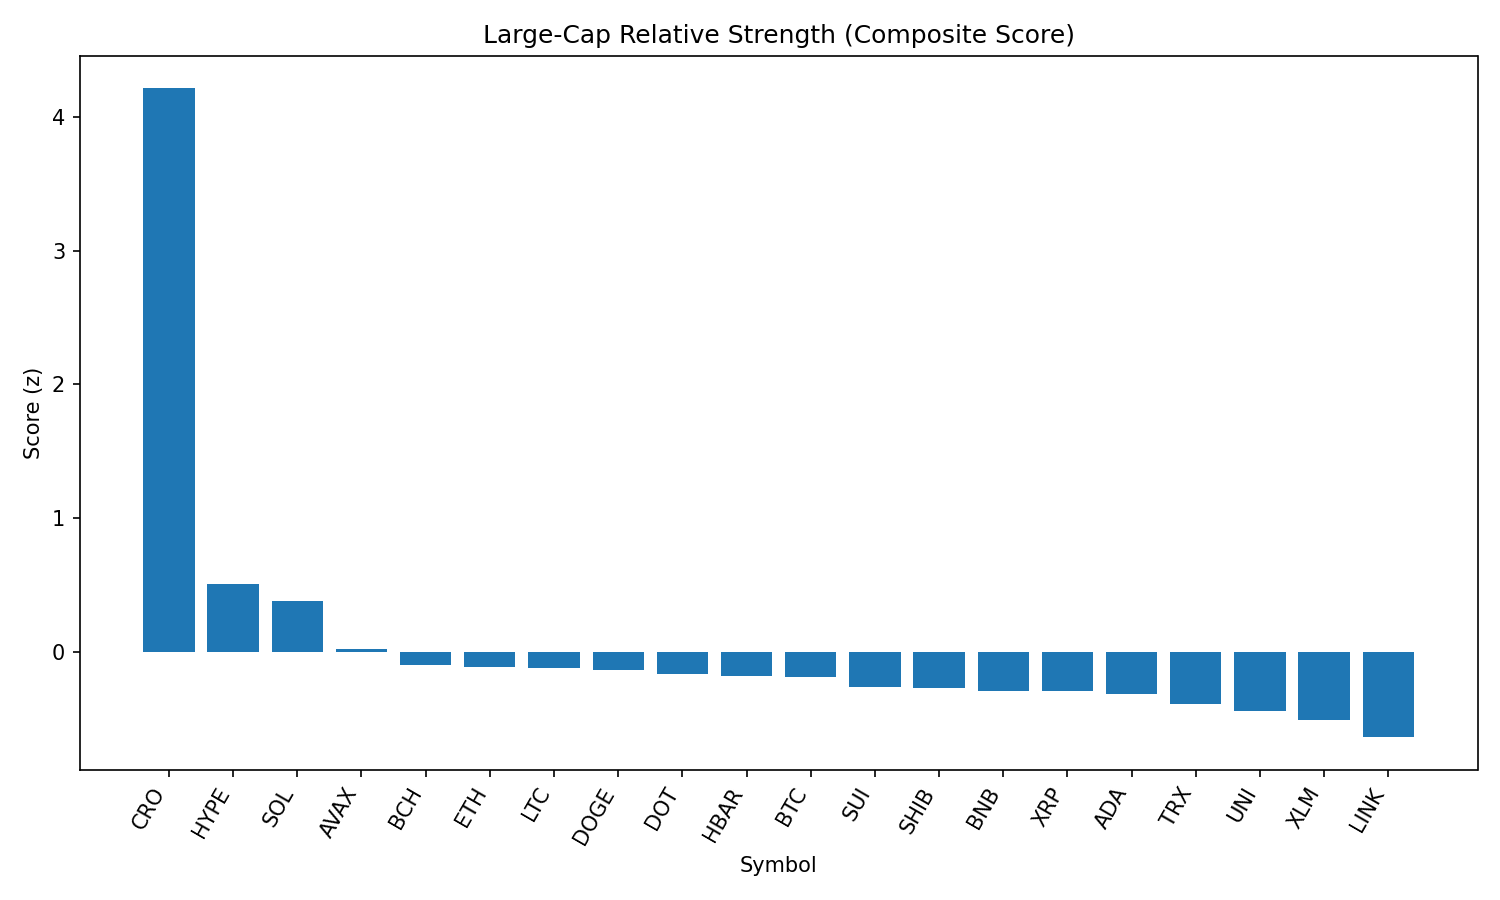 Large-Cap Relative Strength (Composite Score)
Score (z)
4
3
2
1
0
CRO
HYPE
SOL
AVAX
BCH
ETH
LTC
DOGE
DOT
HBAR
BTC
SUI
SHIB
BNB
XRP
ADA
TRX
UNI
XLM
LINK
Symbol